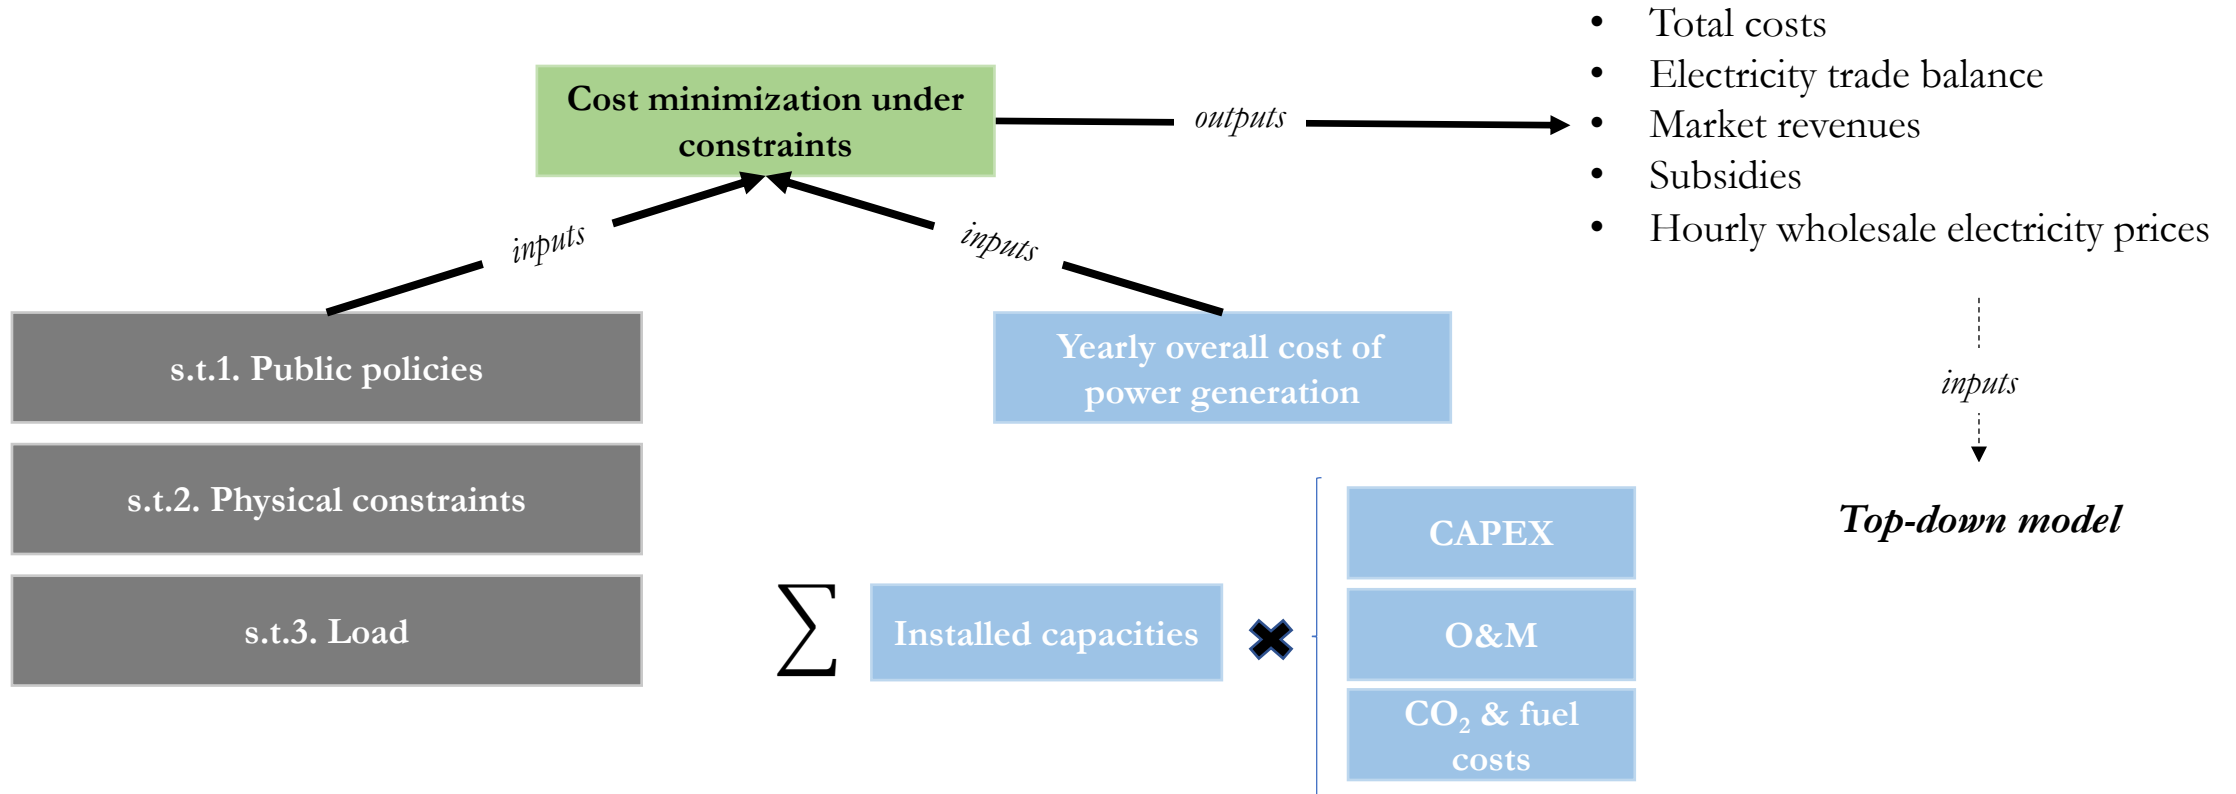 • Total costs
• Electricity trade balance
• Market revenues
• Subsidies
• Hourly wholesale electricity prices
Cost minimization under
constraints
outputs
inputs
inputs
s.t.1. Public policies
s.t.2. Physical constraints
s.t.3. Load
Yearly overall cost of
power generation
∑
Installed capacities
✖
CAPEX
O&M
CO₂ & fuel
costs
inputs
Top-down model